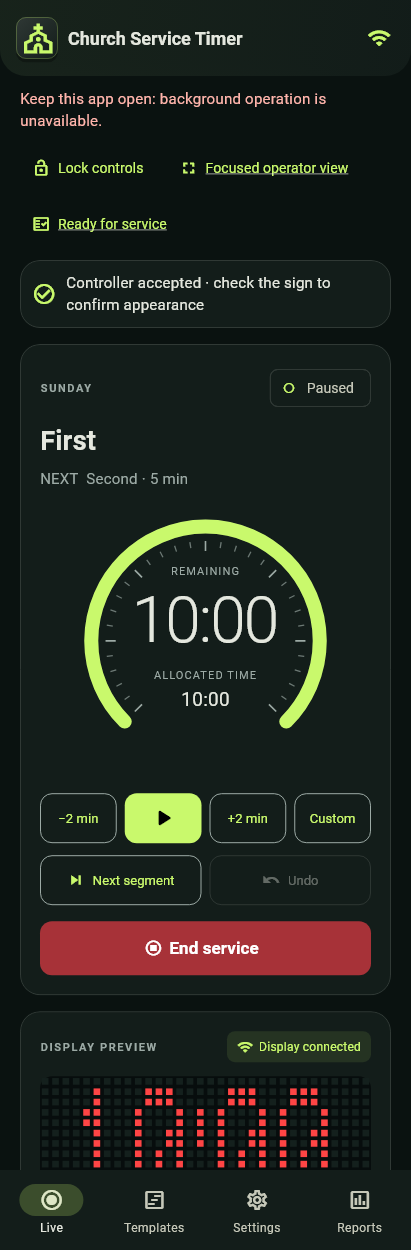 Church Service Timer
Keep this app open: background operation is
unavailable.
Lock controls
Focused operator view
Ready for service
Controller accepted · check the sign to
confirm appearance
SUNDAY
Paused
First
NEXT Second · 5 min
REMAINING
10:00
ALLOCATED TIME
10:00
−2 min
+2 min
Custom
Next segment
Undo
End service
DISPLAY PREVIEW
Display connected
10:00
Live
Templates
Settings
Reports